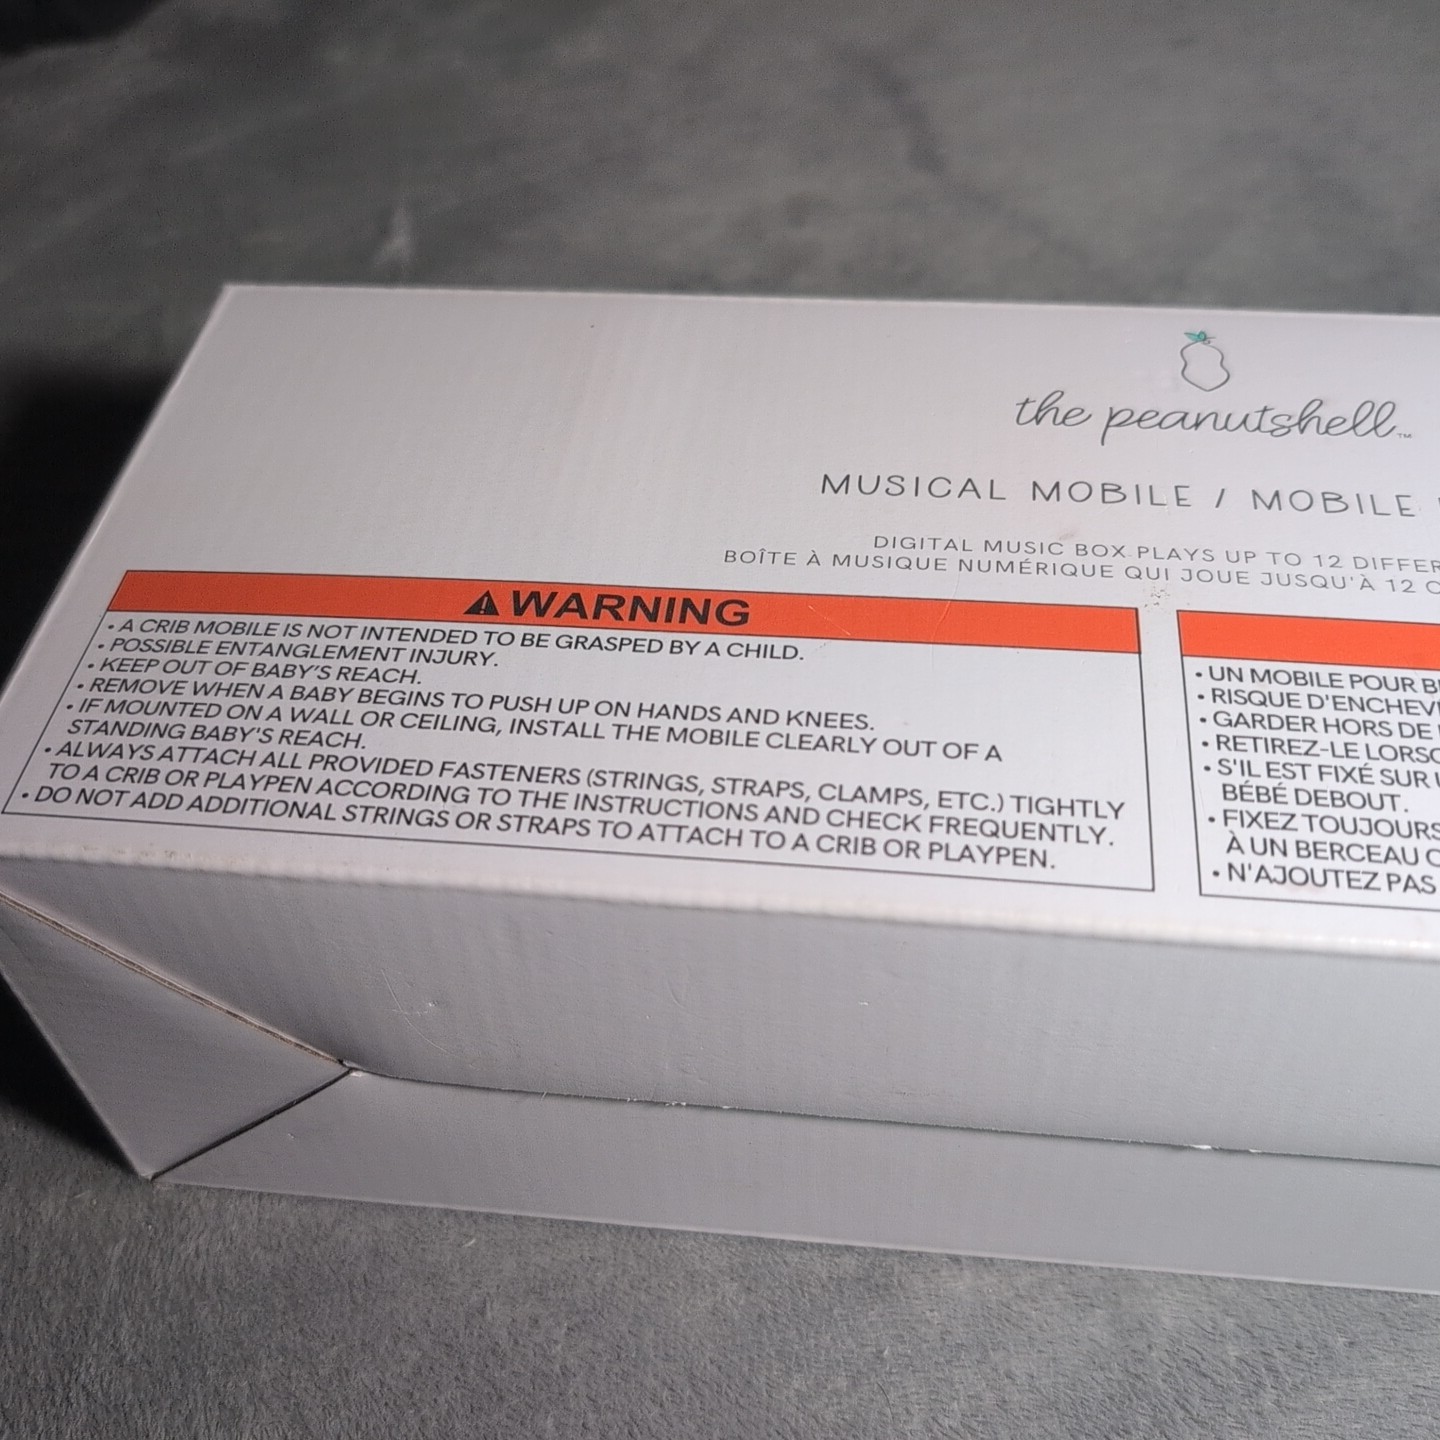 the peanutshell™
MUSICAL MOBILE / MOBILE
DIGITAL MUSIC BOX PLAYS UP TO 12
BOÎTE À MUSIQUE NUMÉRIQUE QUI JOUE JUSQU'À 12
⚠ WARNING
• A CRIB MOBILE IS NOT INTENDED TO BE GRASPED BY A CHILD.
• POSSIBLE ENTANGLEMENT INJURY.
• KEEP OUT OF BABY'S REACH.
• REMOVE WHEN A BABY BEGINS TO PUSH UP ON HANDS AND KNEES.
• IF MOUNTED ON A WALL OR CEILING, INSTALL THE MOBILE CLEARLY OUT OF A
STANDING BABY'S REACH.
• ALWAYS ATTACH ALL PROVIDED FASTENERS (STRINGS, STRAPS, CLAMPS, ETC.) TIGHTLY
TO A CRIB OR PLAYPEN ACCORDING TO THE INSTRUCTIONS AND CHECK FREQUENTLY.
• DO NOT ADD ADDITIONAL STRINGS OR STRAPS TO ATTACH TO A CRIB OR PLAYPEN.
• UN MOBILE POUR
• RISQUE
• GARDER HORS DE
• RETIREZ-LE
• S'IL EST FIXÉ SUR
BÉBÉ DEBOUT.
• FIXEZ TOUJOURS
À UN BERCEAU
• N'AJOUTEZ PAS